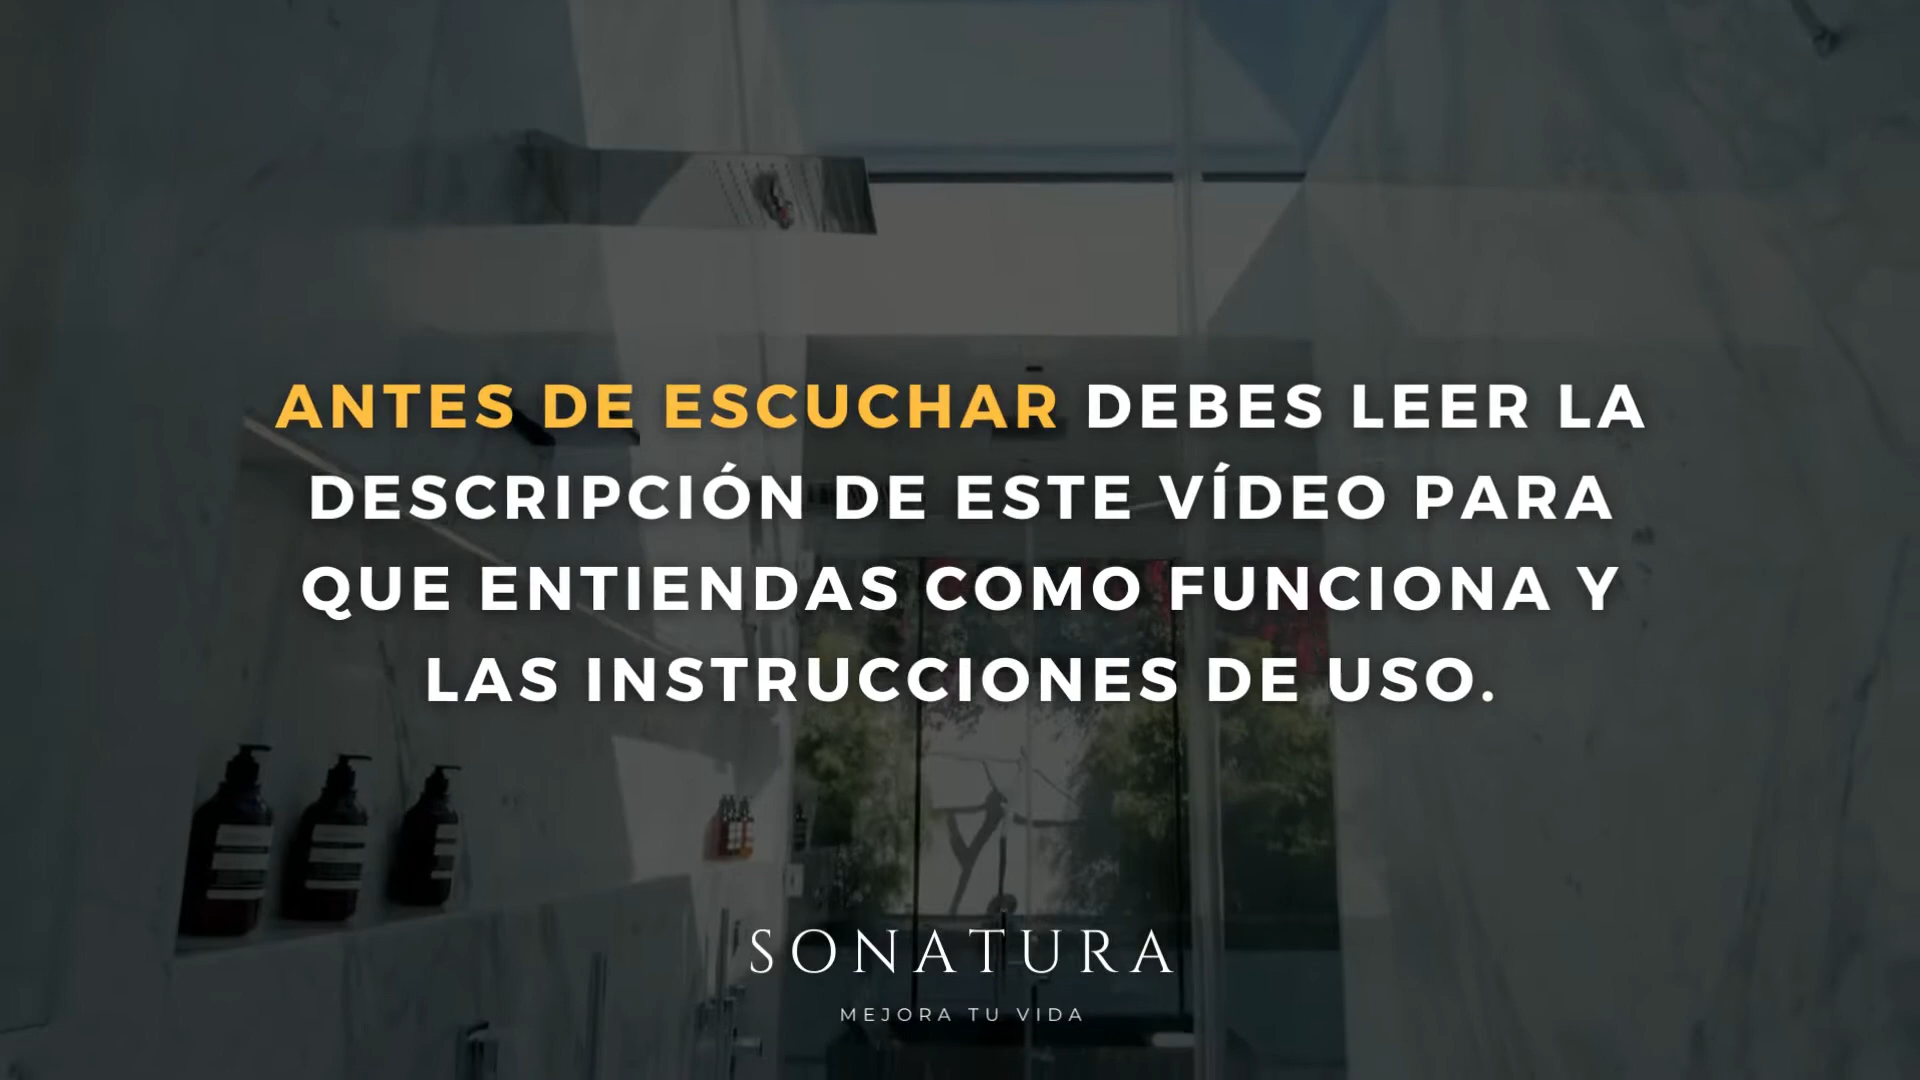 ANTES DE ESCUCHAR DEBES LEER LA
DESCRIPCIÓN DE ESTE VÍDEO PARA
QUE ENTIENDAS COMO FUNCIONA Y
LAS INSTRUCCIONES DE USO.
SONATURA
MEJORA TU VIDA